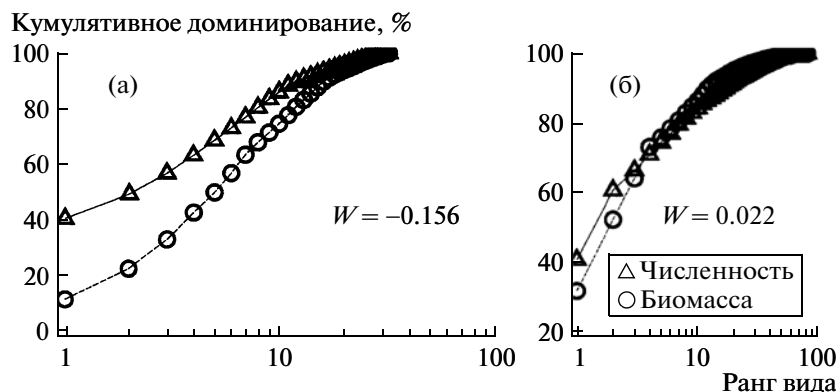 Кумулятивное доминирование, %
100
80
60
40
20
0
(а)
W = –0.156
1
10
100
100
80
60
40
20
(б)
W = 0.022
Численность
Биомасса
1
10
100
Ранг вида